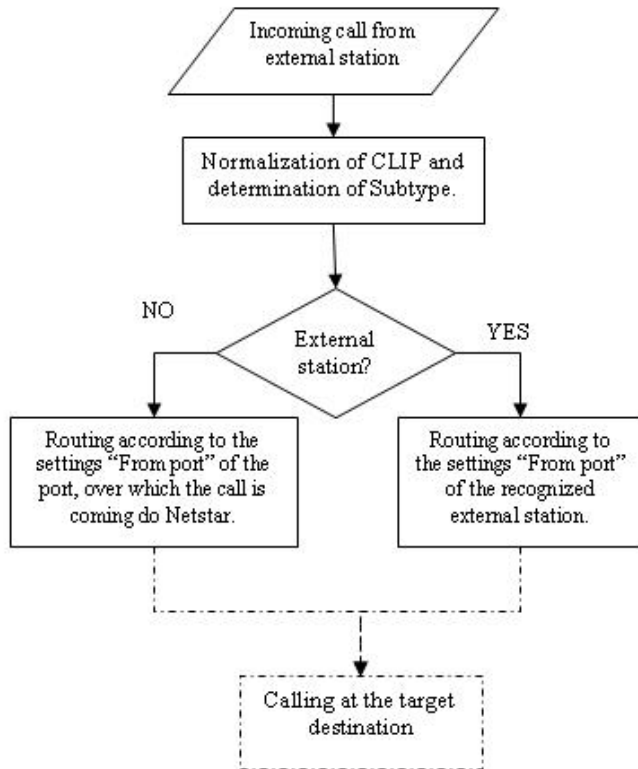 Incoming call from
external station
Normalization of CLIP and
determination of Subtype.
NO
YES
External
station?
Routing according to the
settings “From port” of the
port, over which the call is
coming do Netstar.
Routing according to
the settings “From port”
of the recognized
external station.
Calling at the target
destination